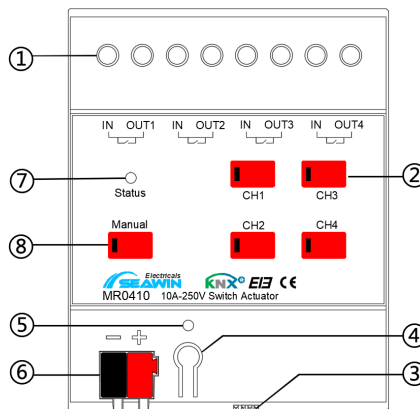 ①
IN OUT1 IN OUT2 IN OUT3 IN OUT4
⑦
Status
CH1 CH3
②
Manual
⑧
CH2 CH4
Electricals
SEAWIN KNX® EIB CE
MR0410 10A-250V Switch Actuator
⑤
④
− +
⑥
③